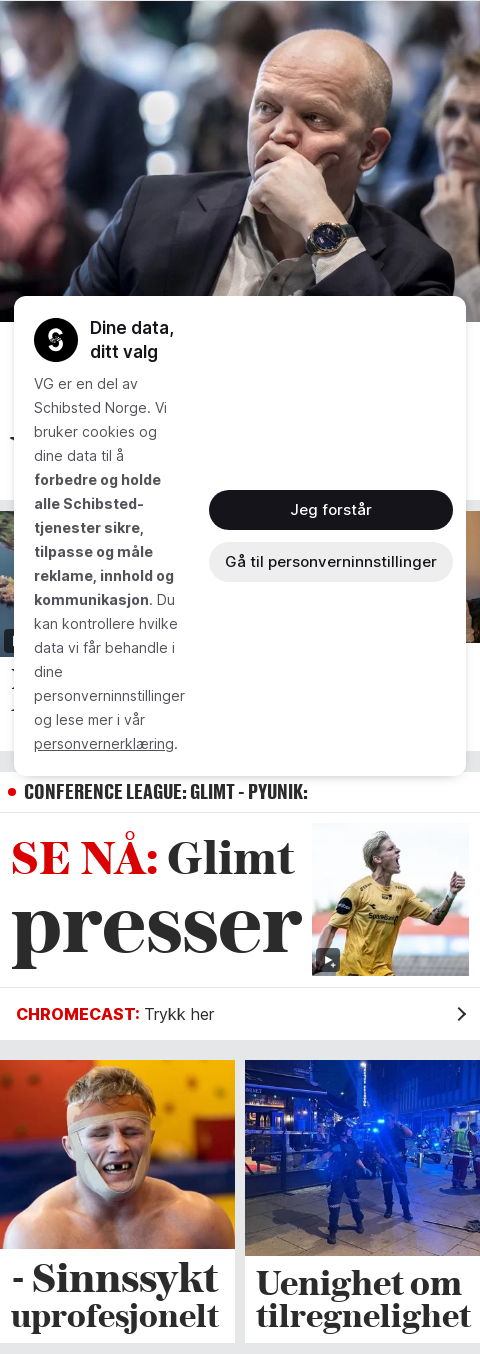 Dine data,
ditt valg
VG er en del av
Schibsted Norge. Vi
bruker cookies og
dine data til å
forbedre og holde
alle Schibsted-
tjenester sikre,
tilpasse og måle
reklame, innhold og
kommunikasjon. Du
kan kontrollere hvilke
data vi får behandle i
dine
personverninnstillinger
og lese mer i vår
personvernerklæring.
Jeg forstår
Gå til personverninnstillinger
CONFERENCE LEAGUE: GLIMT - PYUNIK:
SE NÅ: Glimt
presser
CHROMECAST: Trykk her
- Sinnssykt
uprofesjonelt
Uenighet om
tilregnelighet